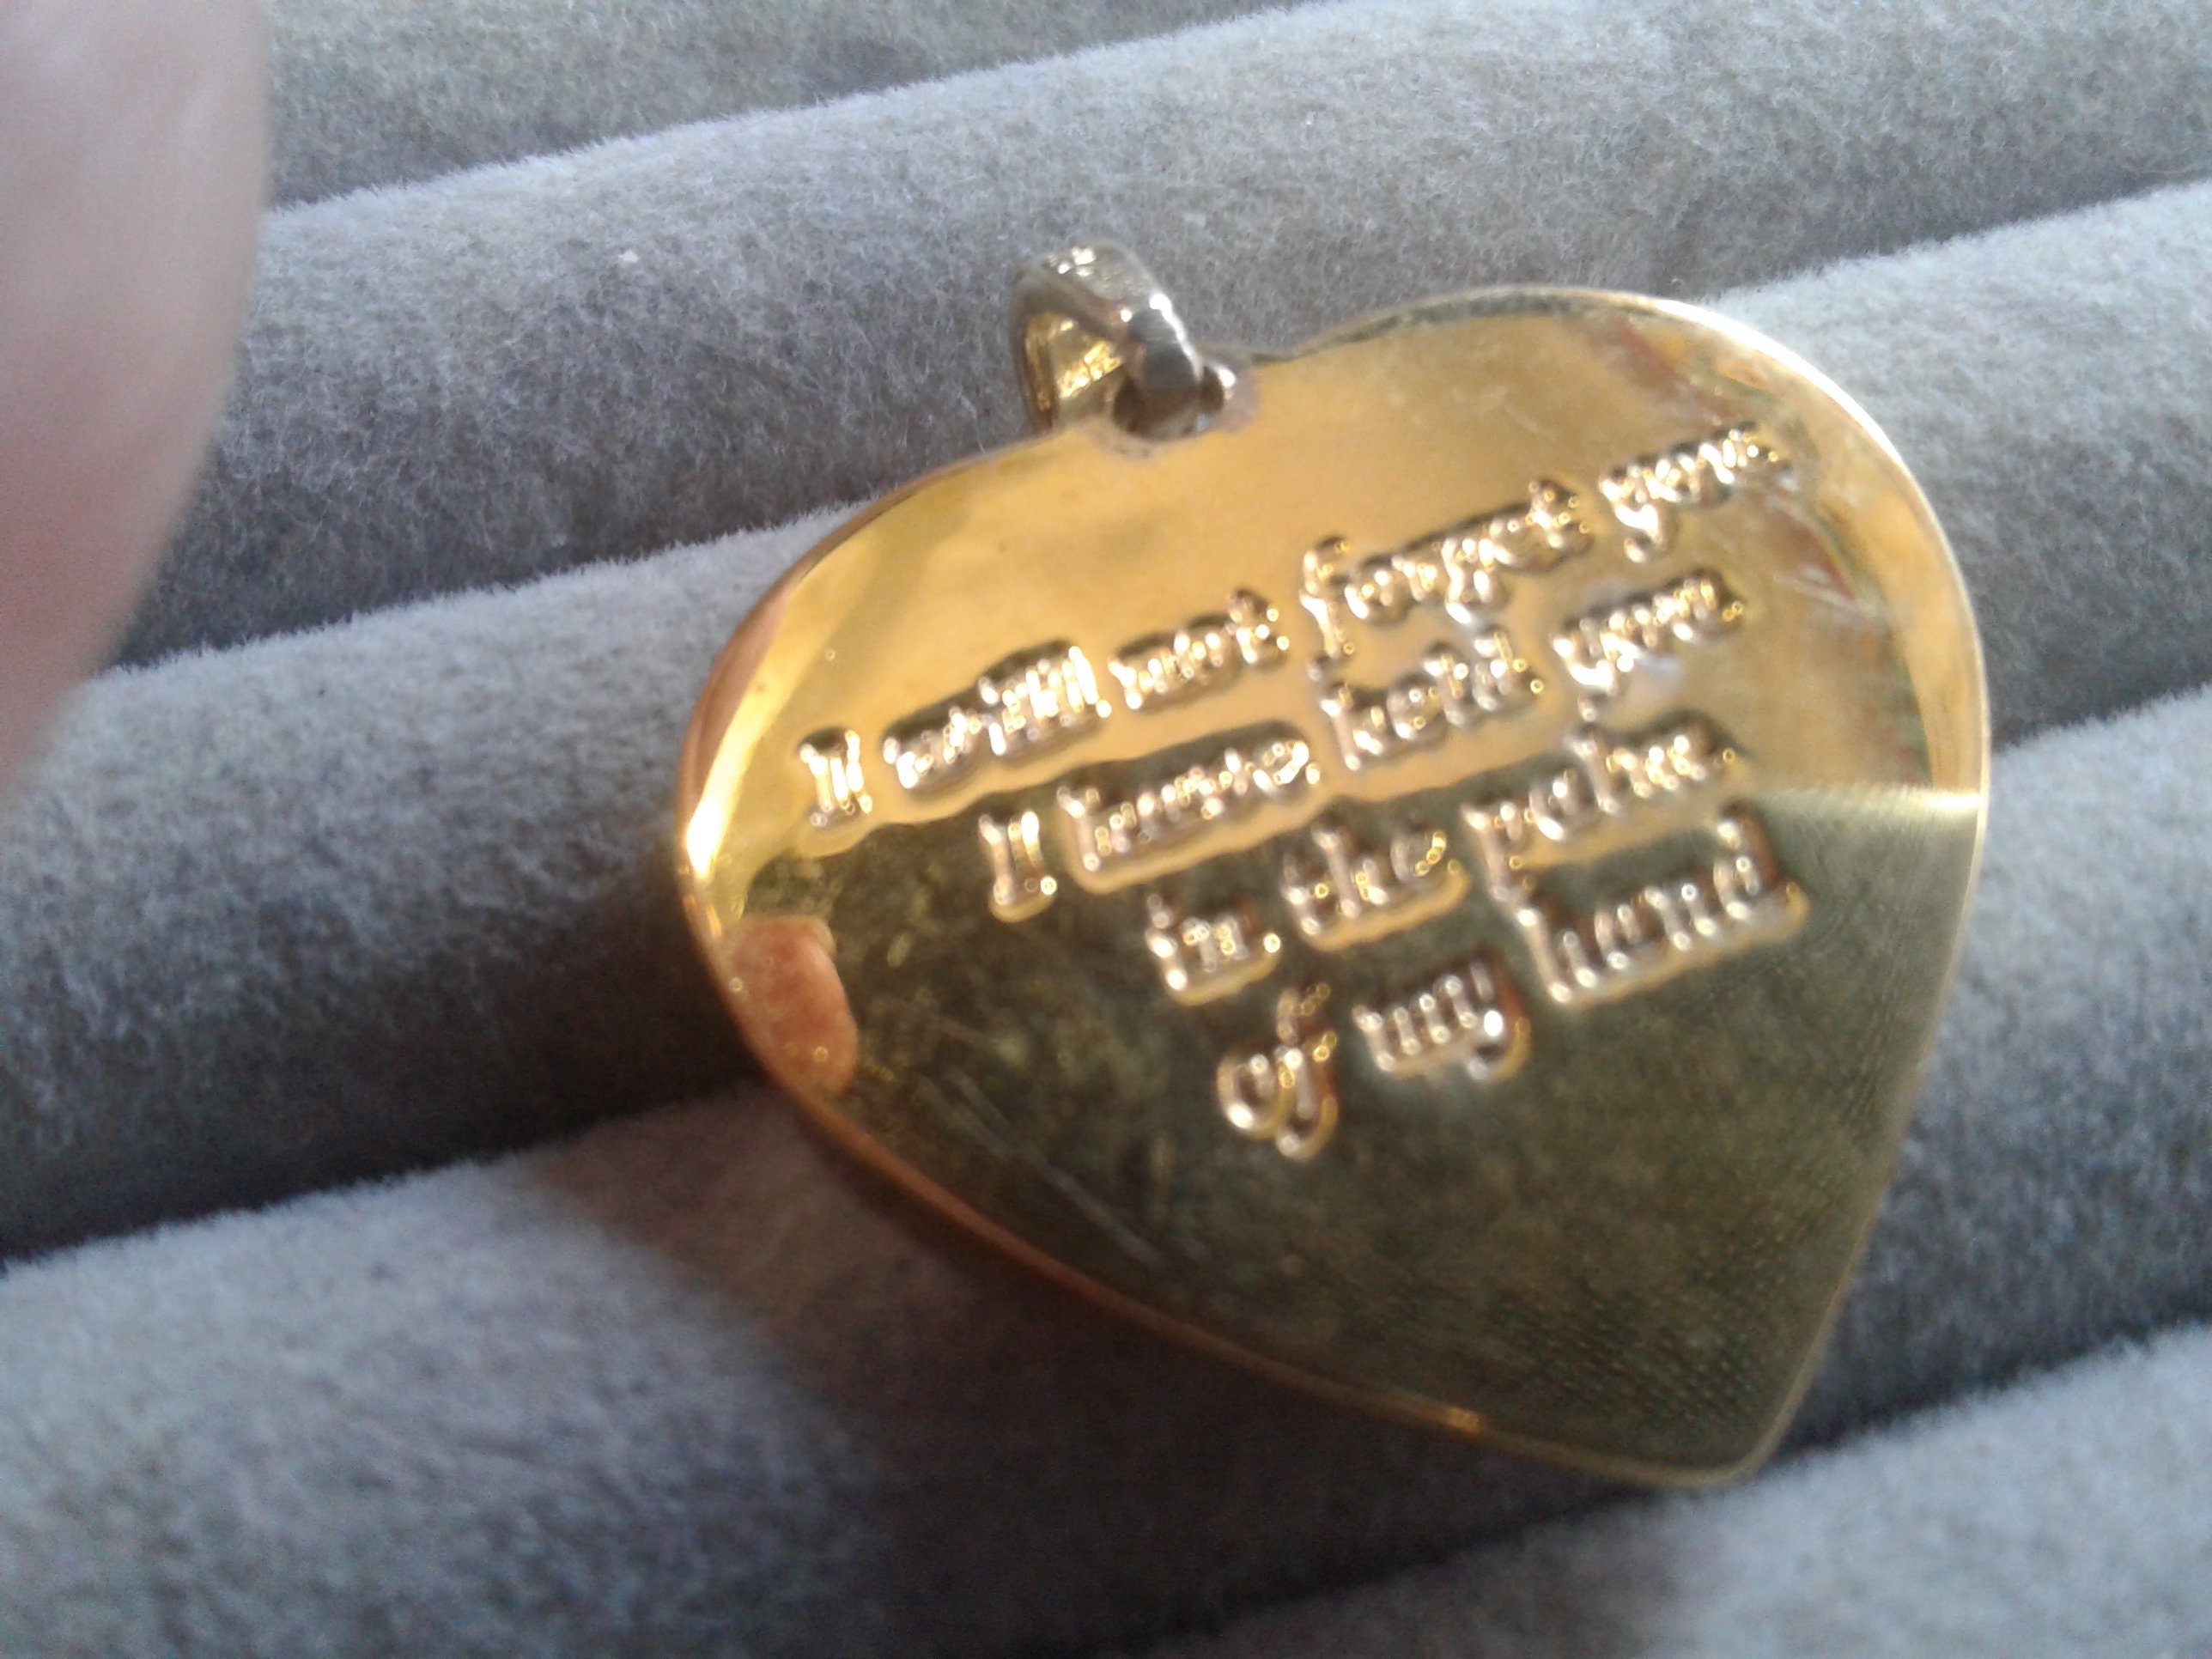 I will not forget you
I have held you
in the palm
of my hand